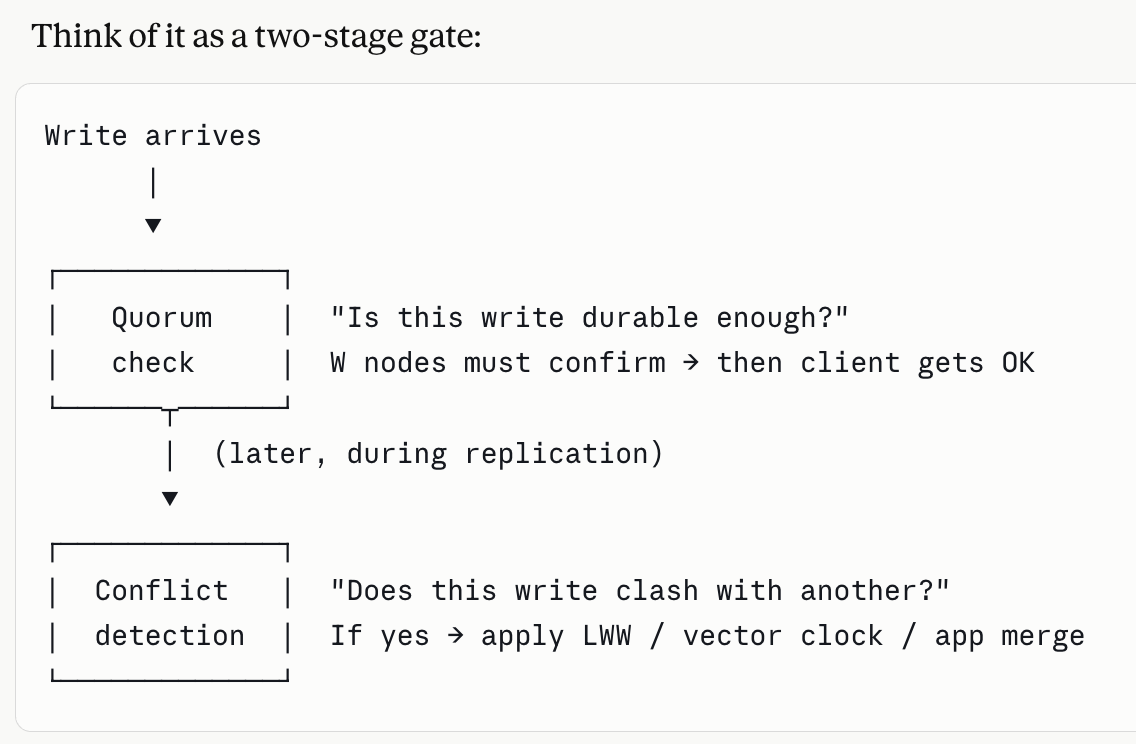 Think of it as a two-stage gate:
Write arrives
Quorum "Is this write durable enough?"
check W nodes must confirm → then client gets OK
(later, during replication)
Conflict "Does this write clash with another?"
detection If yes → apply LWW / vector clock / app merge